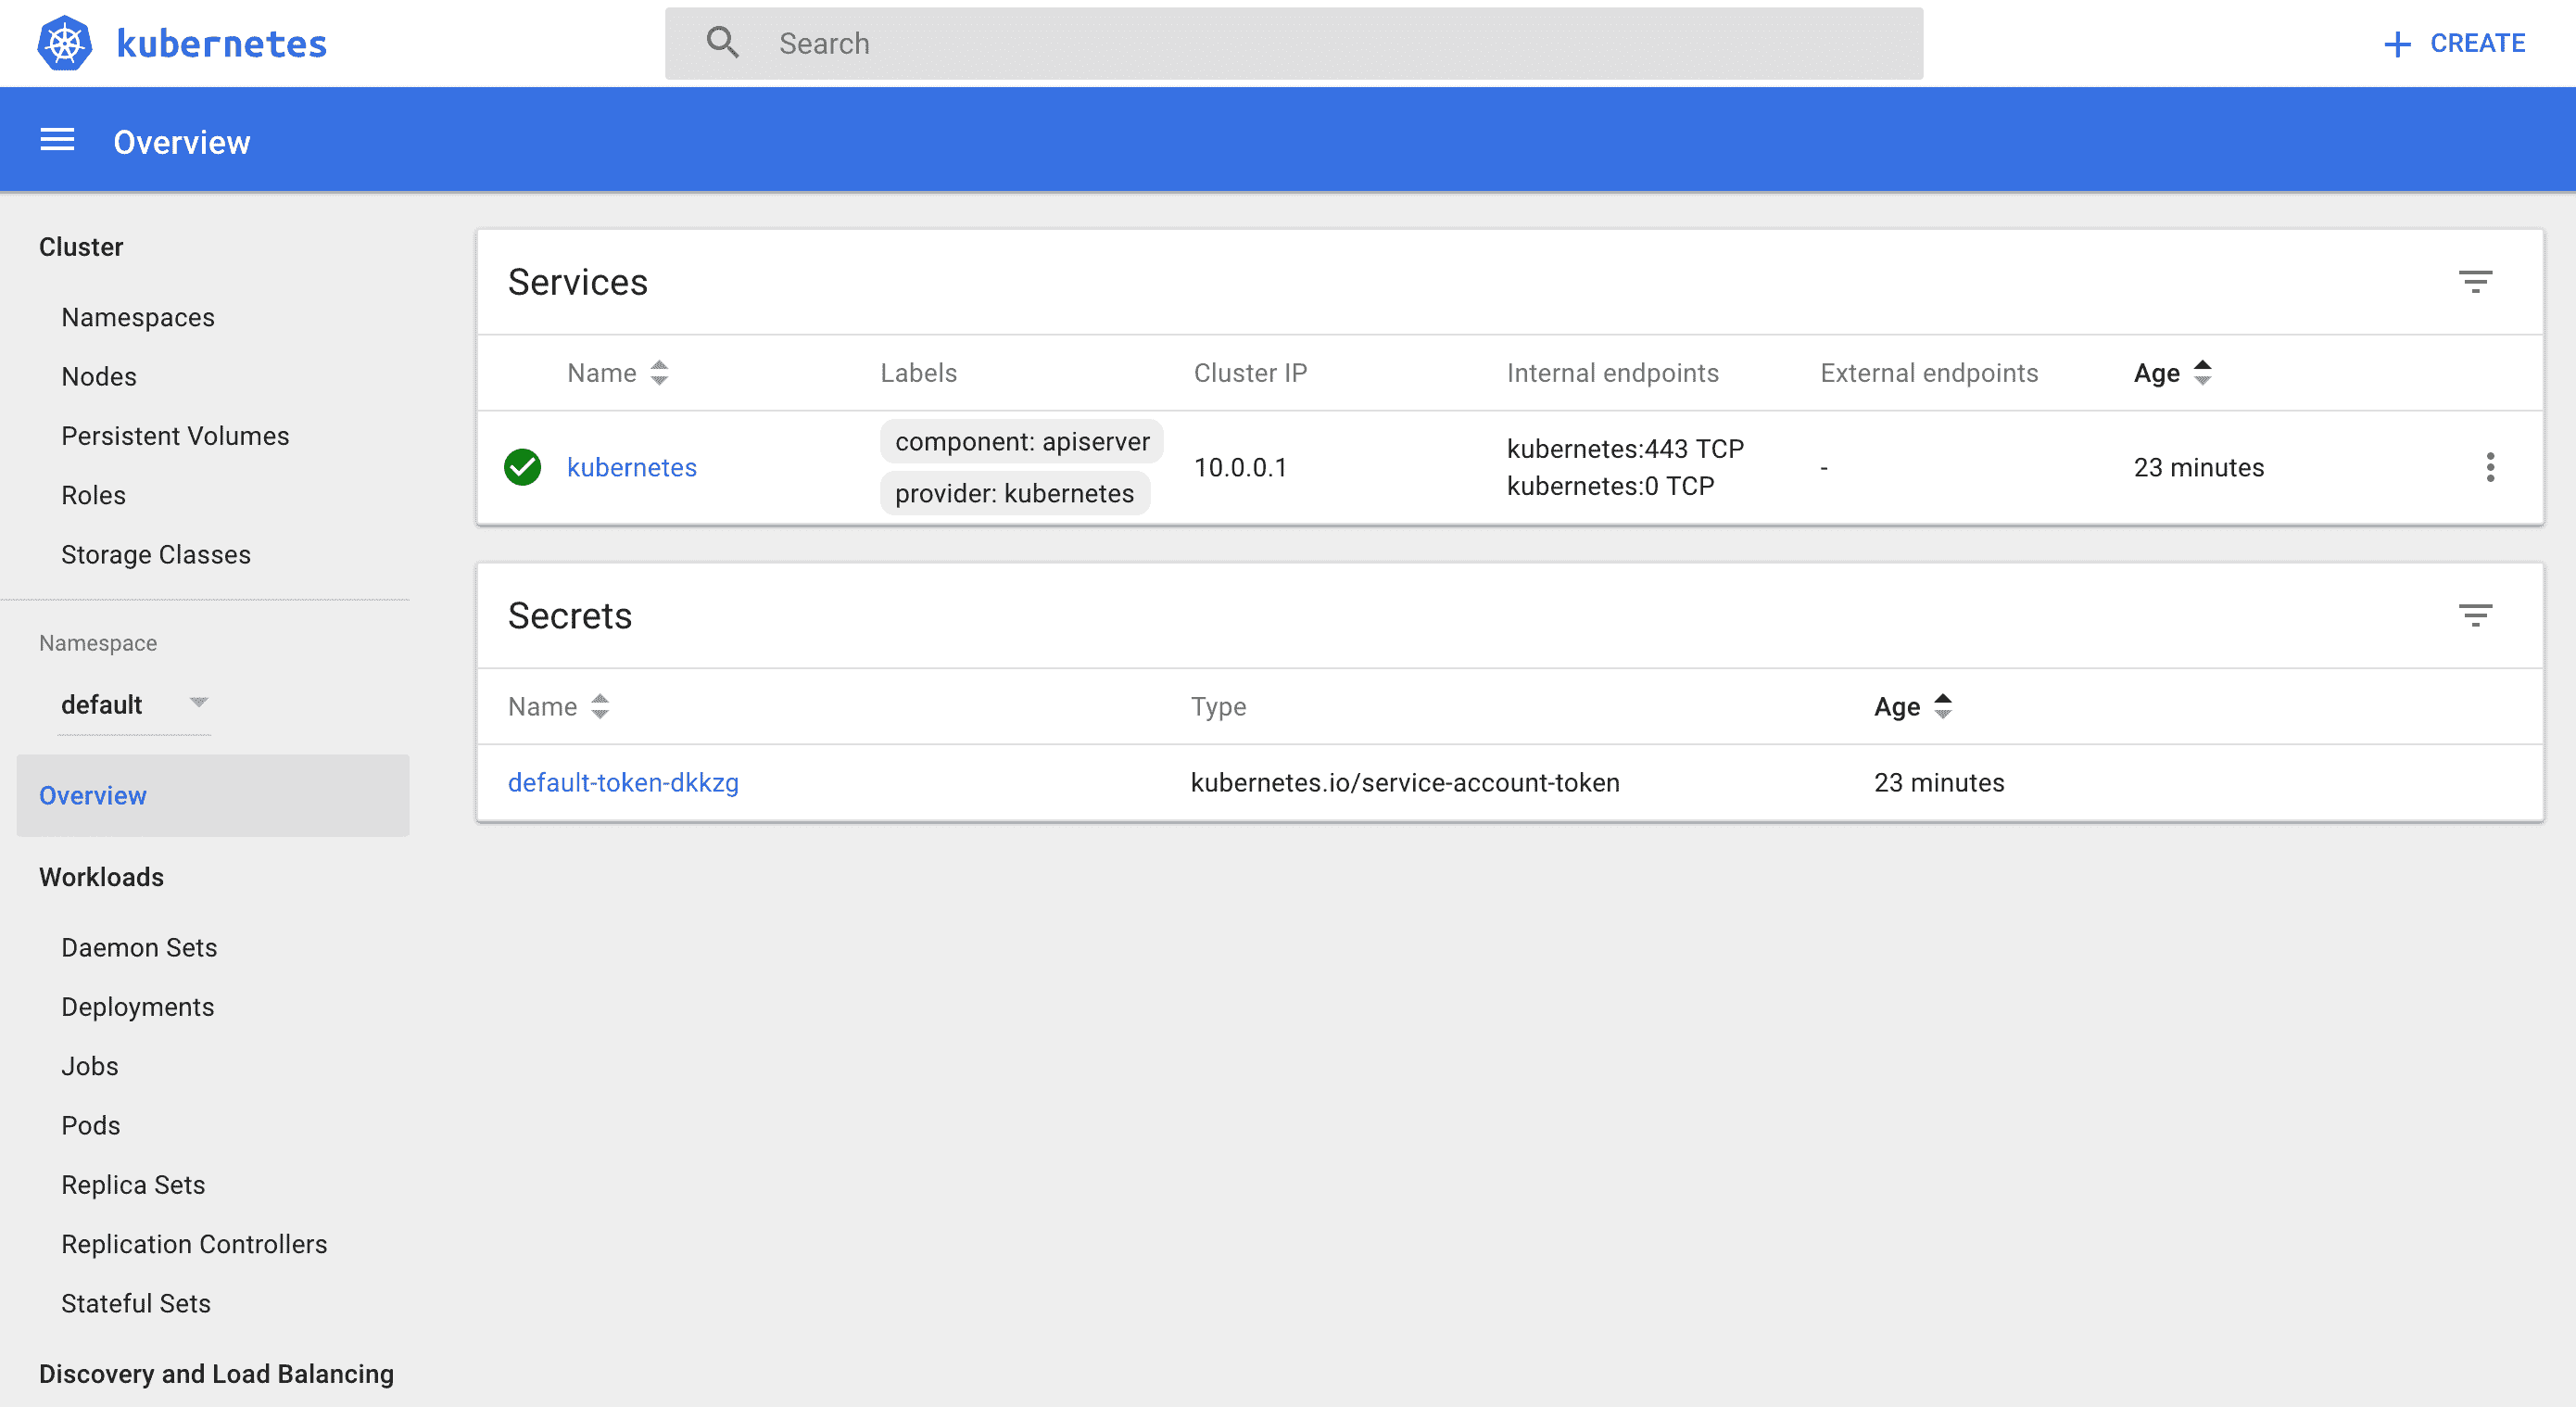 kubernetes
Search
CREATE
Overview
Cluster
Namespaces
Nodes
Persistent Volumes
Roles
Storage Classes
Namespace
default
Overview
Workloads
Daemon Sets
Deployments
Jobs
Pods
Replica Sets
Replication Controllers
Stateful Sets
Discovery and Load Balancing
Services
Name Labels Cluster IP Internal endpoints External endpoints Age
kubernetes component: apiserver provider: kubernetes 10.0.0.1 kubernetes:443 TCP kubernetes:0 TCP - 23 minutes
Secrets
Name Type Age
default-token-dkkzg kubernetes.io/service-account-token 23 minutes